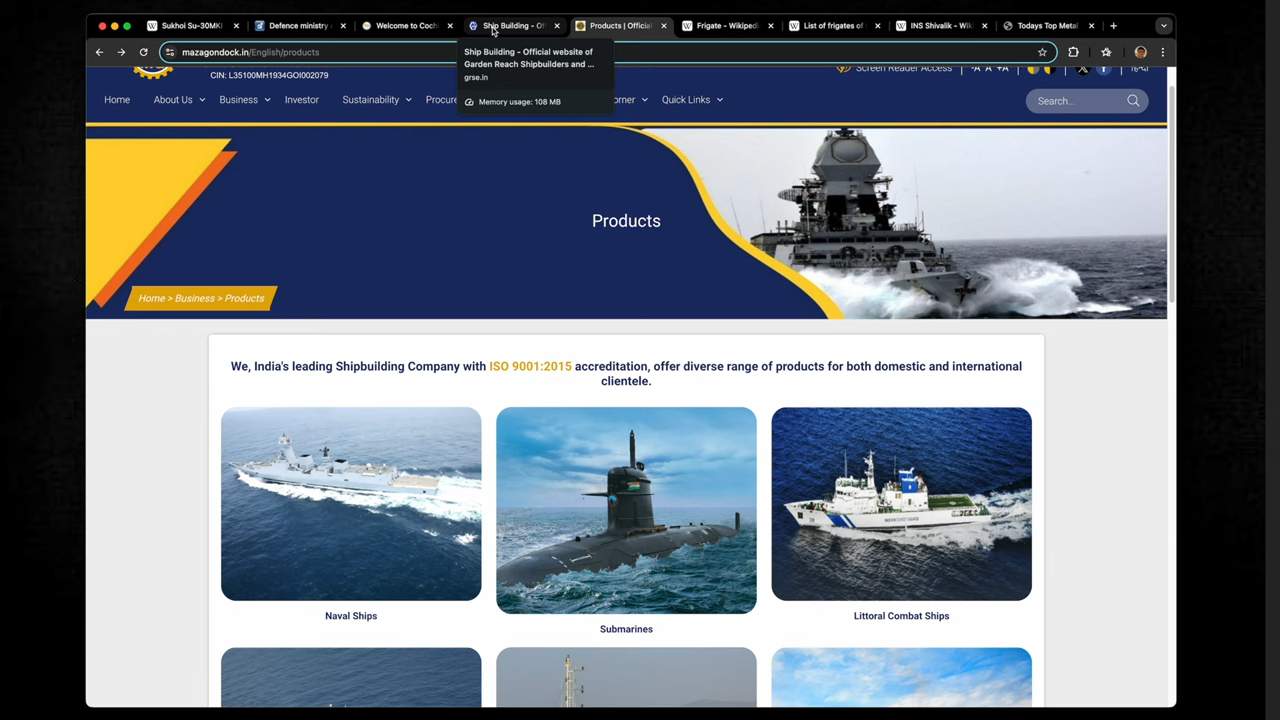 Sukhoi Su-30MKI
Defence ministry
Welcome to Coch
Ship Building - Of
Products | Official
Frigate - Wikiped
List of frigates of
INS Shivalik - Wik
Todays Top Metal
mazagondock.in/English/products
Ship Building - Official website of
Garden Reach Shipbuilders and ...
grse.in
Memory usage: 108 MB
CIN: L35100MH1934GOI002079
Screen Reader Access
-A A +A
Home
About Us
Business
Investor
Sustainability
Procure
orner
Quick Links
Search...
Products
Home > Business > Products
We, India's leading Shipbuilding Company with ISO 9001:2015 accreditation, offer diverse range of products for both domestic and international
clientele.
Naval Ships
Submarines
Littoral Combat Ships